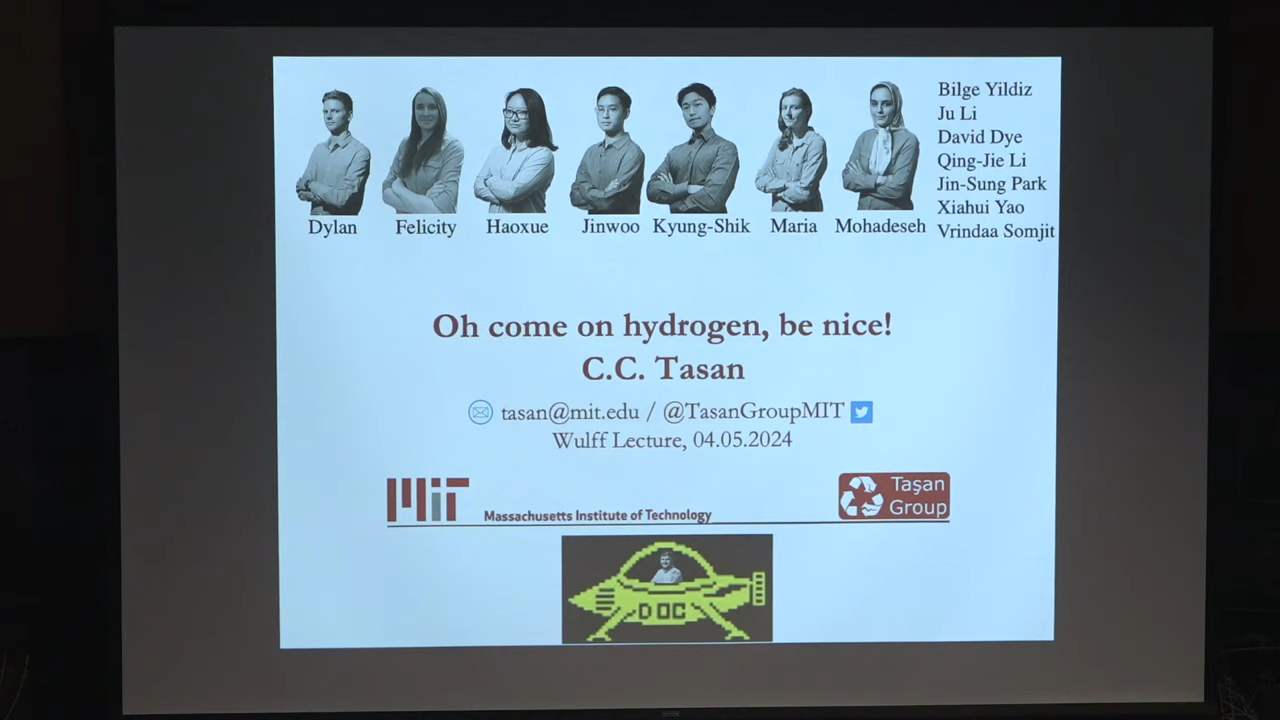 Dylan
Felicity
Haoxue
Jinwoo
Kyung-Shik
Maria
Mohadeseh
Bilge Yildiz
Ju Li
David Dye
Qing-Jie Li
Jin-Sung Park
Xiahui Yao
Vrindaa Somjit
Oh come on hydrogen, be nice!
C.C. Tasan
tasan@mit.edu / @TasanGroupMIT
Wulff Lecture, 04.05.2024
MIT
Massachusetts Institute of Technology
Taşan
Group
DOC